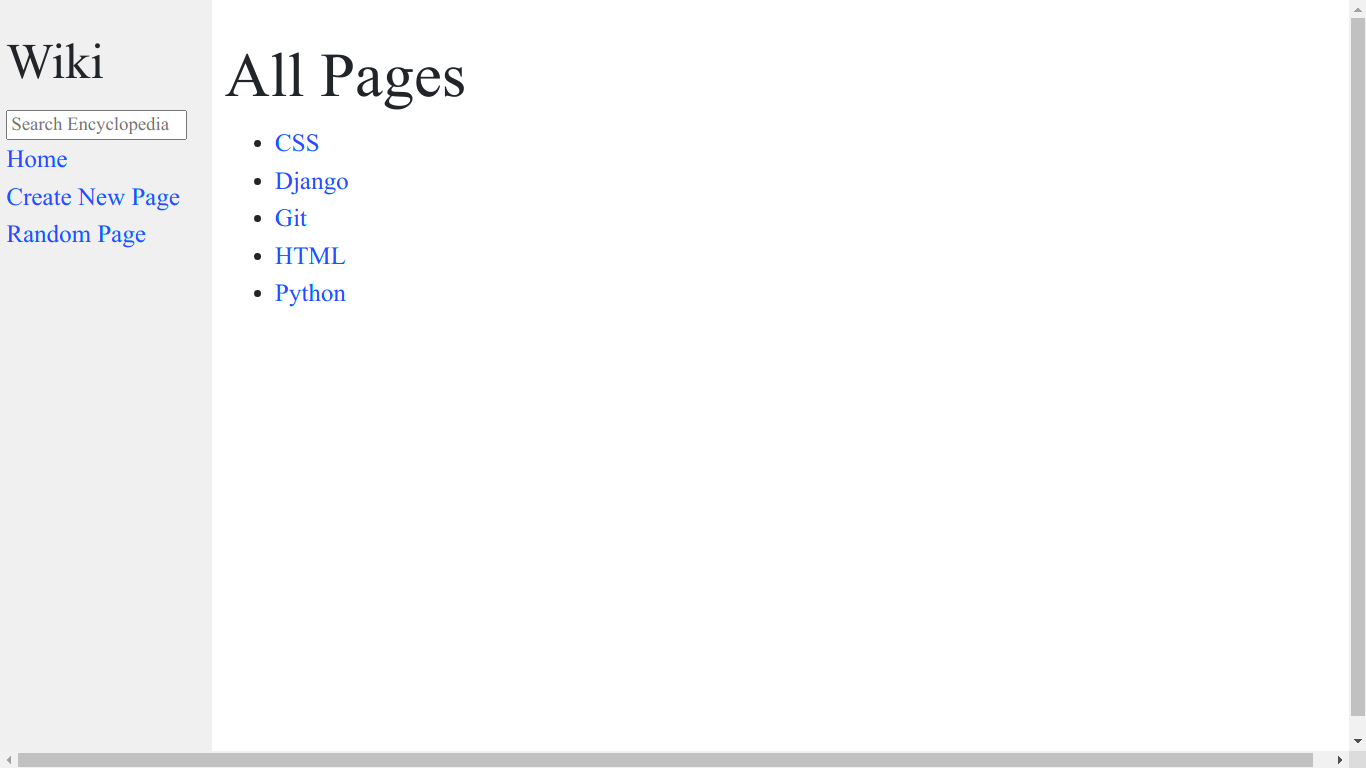 Wiki
Search Encyclopedia
Home
Create New Page
Random Page
All Pages
CSS
Django
Git
HTML
Python